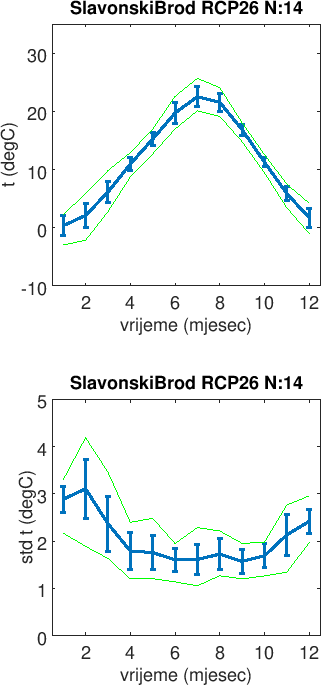 SlavonskiBrod RCP26 N:14
30
20
10
0
-10
t (degC)
2 4 6 8 10 12
vrijeme (mjesec)
SlavonskiBrod RCP26 N:14
5
4
3
2
1
0
std t (degC)
2 4 6 8 10 12
vrijeme (mjesec)